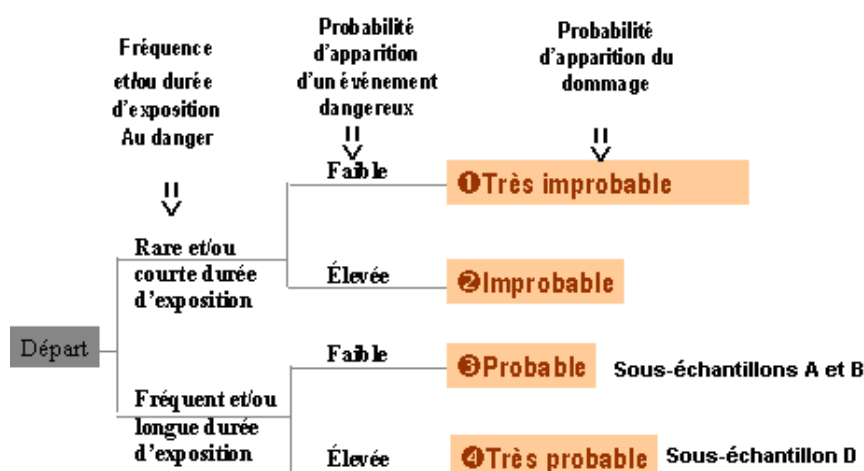 Fréquence
et/ou durée
d'exposition
Au danger
Probabilité
d'apparition
d'un événement
dangereux
Probabilité
d'apparition du
dommage
Faible
❶Très improbable
Rare et/ou
courte durée
d'exposition
Élevée
❷Improbable
Départ
Faible
❸Probable
Sous-échantillons A et B
Fréquent et/ou
longue durée
d'exposition
Élevée
❹Très probable
Sous-échantillon D